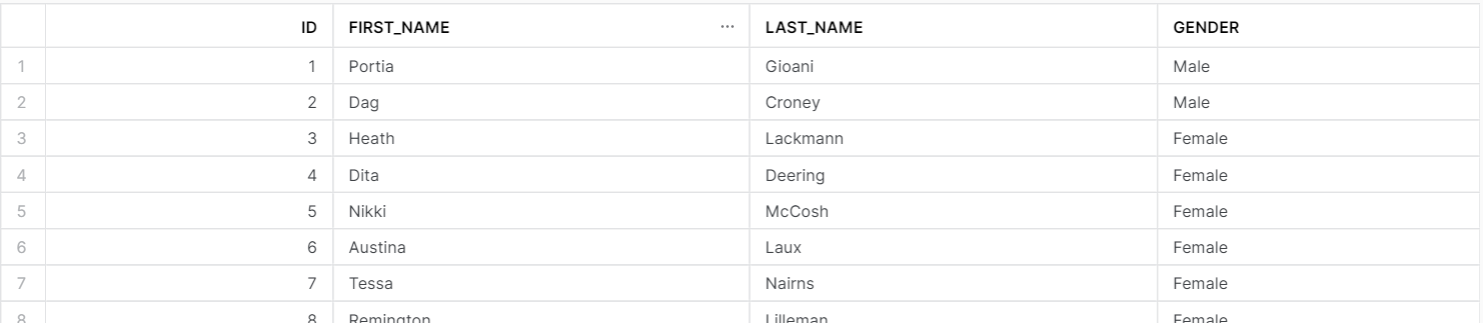 ID FIRST_NAME ... LAST_NAME GENDER
1 1 Portia Gioani Male
2 2 Dag Croney Male
3 3 Heath Lackmann Female
4 4 Dita Deering Female
5 5 Nikki McCosh Female
6 6 Austina Laux Female
7 7 Tessa Nairns Female
8 8 Remington Lilleman Female